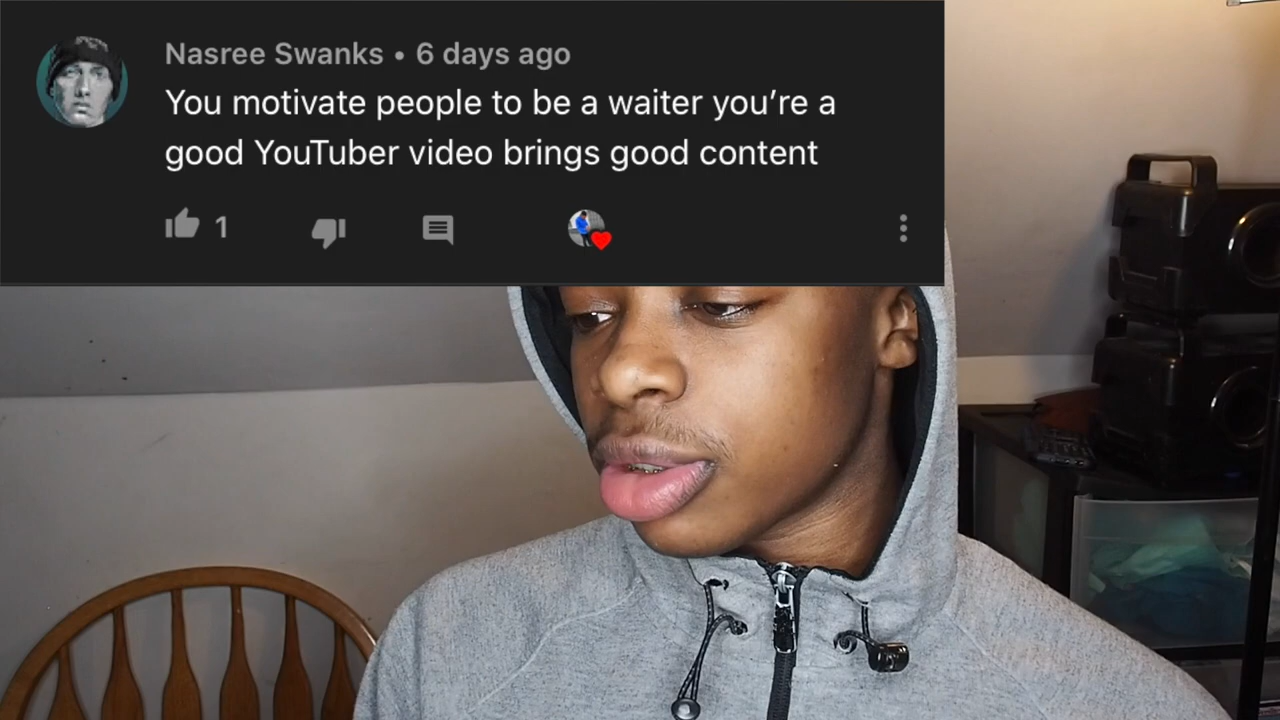 Nasree Swanks • 6 days ago
You motivate people to be a waiter you’re a
good YouTuber video brings good content
1